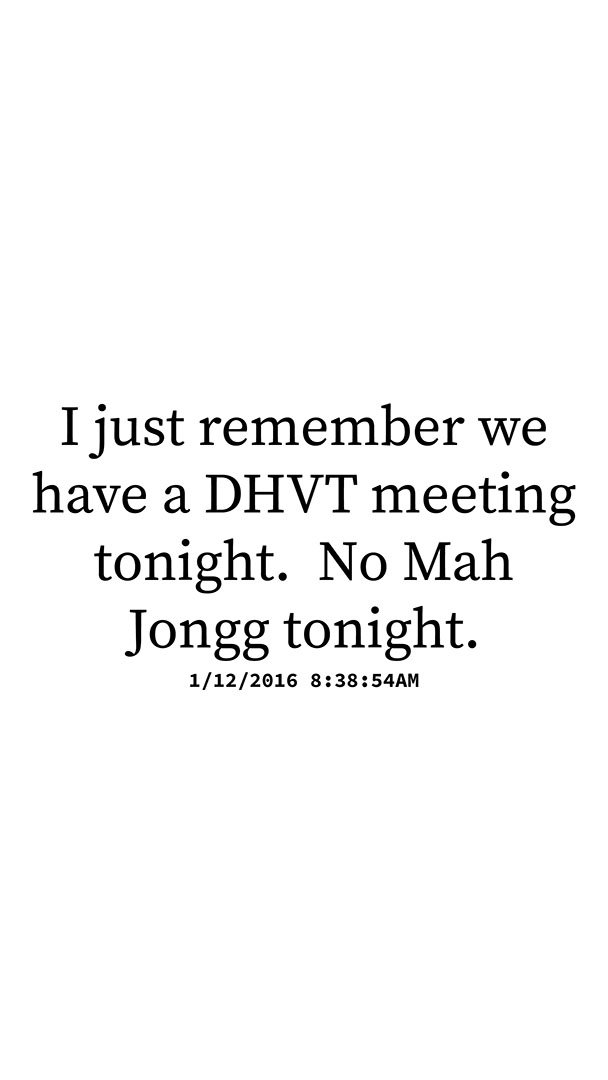 I just remember we
have a DHVT meeting
tonight.  No Mah
Jongg tonight.
1/12/2016 8:38:54AM